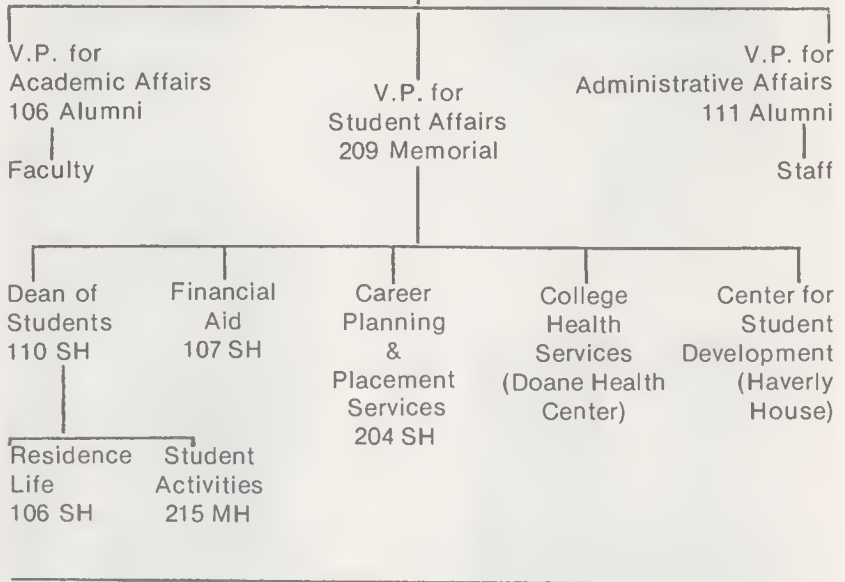 V.P. for
Academic Affairs
106 Alumni
Faculty
V.P. for
Student Affairs
209 Memorial
V.P. for
Administrative Affairs
111 Alumni
Staff
Dean of
Students
110 SH
Financial
Aid
107 SH
Career
Planning
&
Placement
Services
204 SH
College
Health
Services
(Doane Health
Center)
Center for
Student
Development
(Haverly
House)
Residence
Life
106 SH
Student
Activities
215 MH